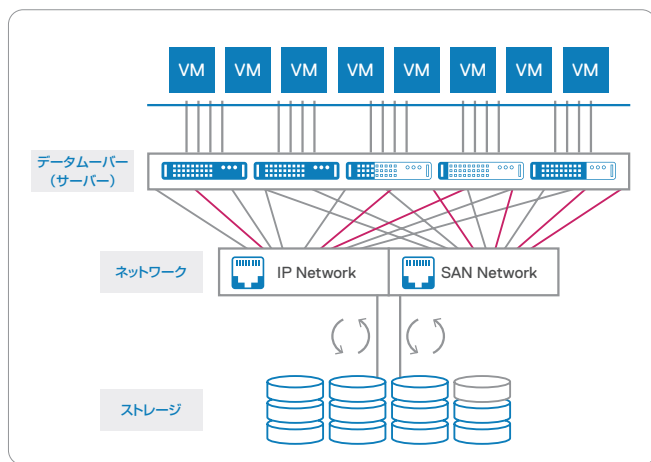 VM VM VM VM VM VM VM VM
データムーバー
（サーバー）
ネットワーク
IP Network
SAN Network
ストレージ